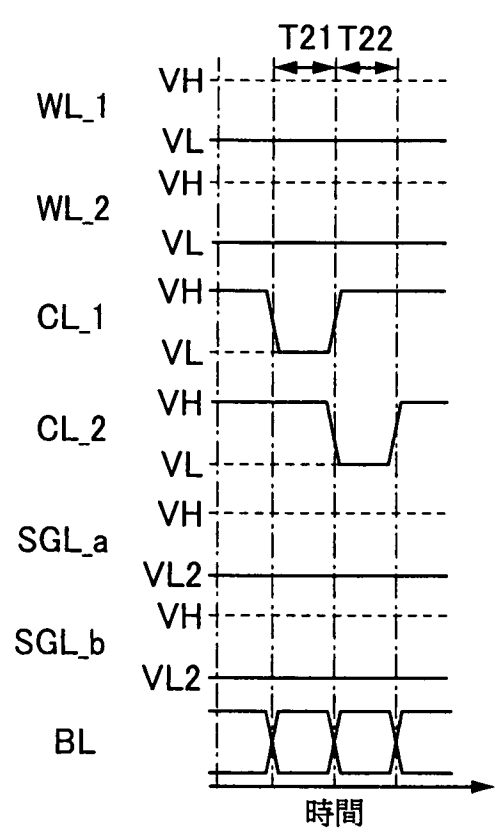 T21 T22
VH
WL_1
VL
VH
WL_2
VL
VH
CL_1
VL
VH
CL_2
VL
VH
SGL_a
VL2
VH
SGL_b
VL2
BL
時間